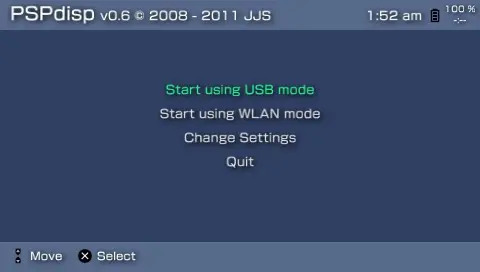 PSPdisp v0.6 © 2008 - 2011 JJS 1:52 am 100 %
-:--
Start using USB mode
Start using WLAN mode
Change Settings
Quit
Move Select